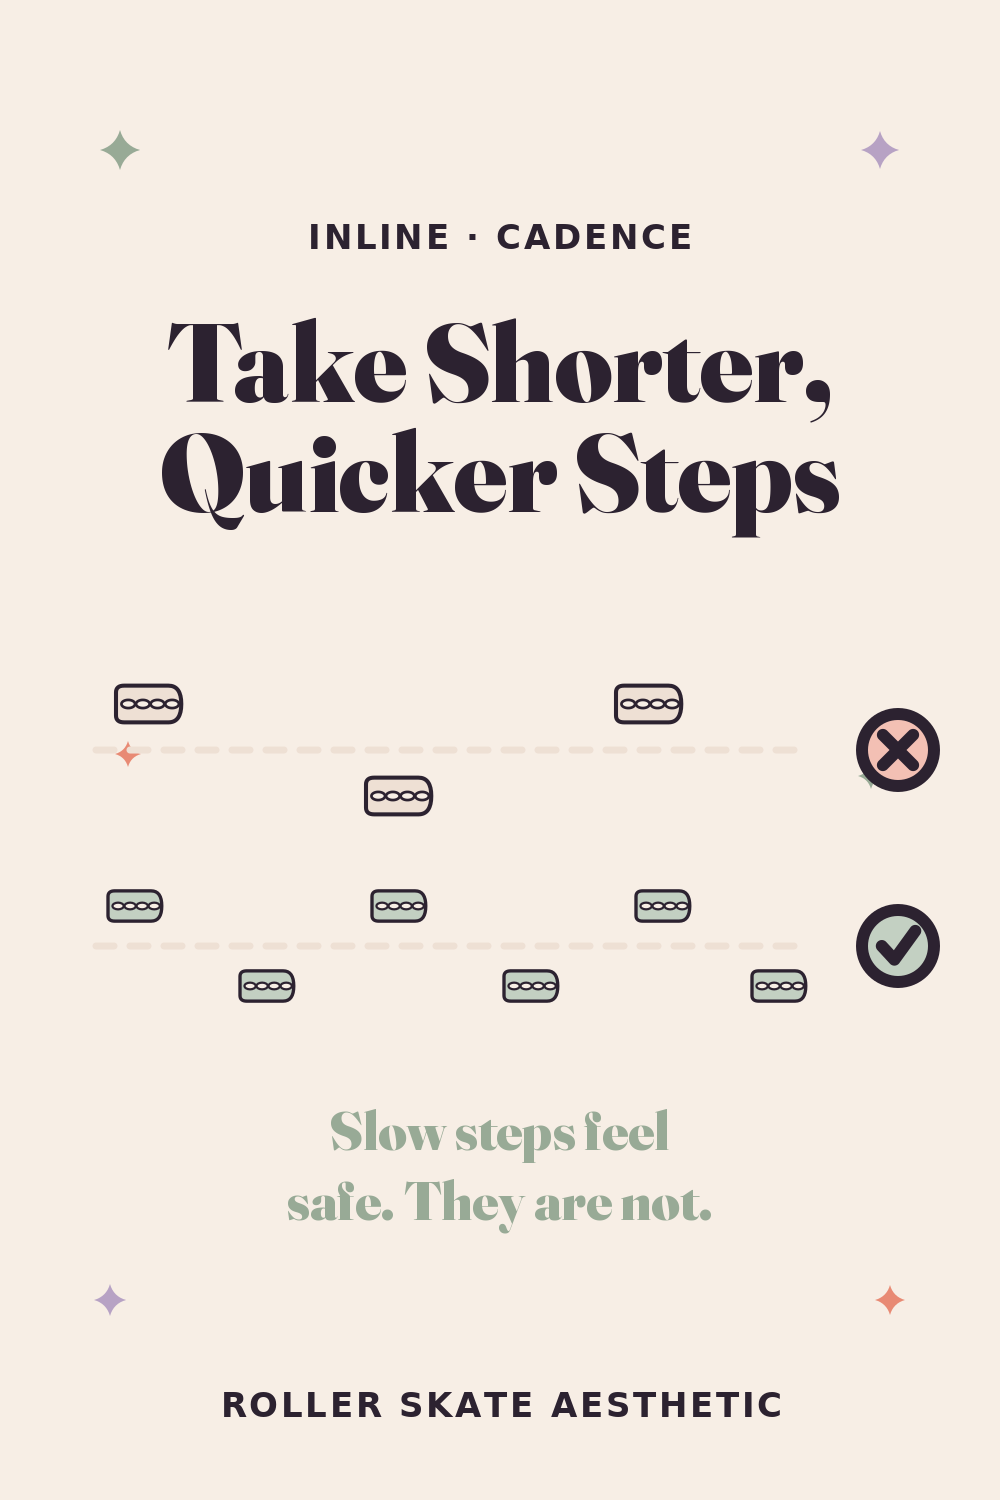 INLINE · CADENCE
Take Shorter,
Quicker Steps
Slow steps feel
safe. They are not.
ROLLER SKATE AESTHETIC